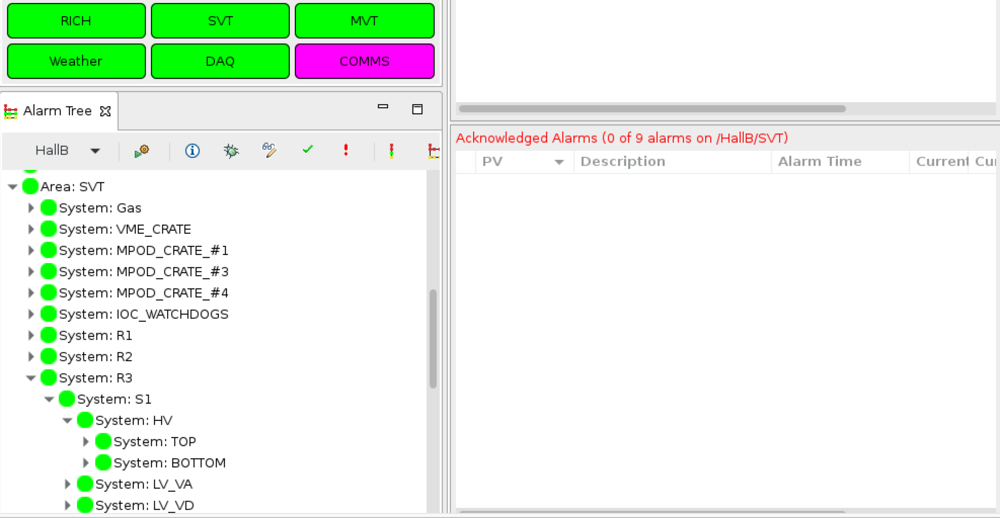 RICH SVT MVT
Weather DAQ COMMS
Alarm Tree
HallB
Area: SVT
System: Gas
System: VME_CRATE
System: MPOD_CRATE_#1
System: MPOD_CRATE_#3
System: MPOD_CRATE_#4
System: IOC_WATCHDOGS
System: R1
System: R2
System: R3
System: S1
System: HV
System: TOP
System: BOTTOM
System: LV_VA
System: LV_VD
Acknowledged Alarms (0 of 9 alarms on /HallB/SVT)
PV Description Alarm Time Current Cu